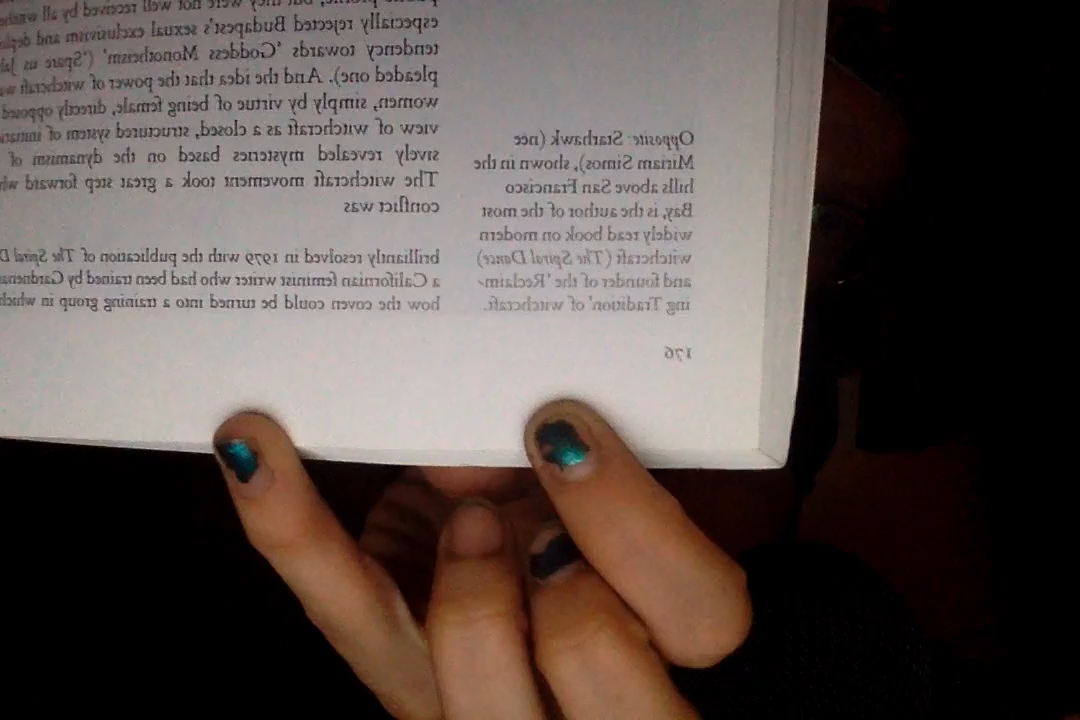 were not well received by all
especially rejected Budapest's sexual exclusivism and
tendency towards 'Goddess Monotheism' ('Spare us
pleaded one). And the idea that the power of witchcraft
women, simply by virtue of being female, directly opposed
view of witchcraft as a closed, structured system of
sively revealed mysteries based on the dynamism of
The witchcraft movement took a great step forward
conflict was
brilliantly resolved in 1979 with the publication of The Spiral
a Californian feminist writer who had been trained by
how the coven could be turned into a training group in which
Opposite: Starhawk (nee
Miriam Simos), shown in the
hills above San Francisco
Bay, is the author of the most
widely read book on modern
witchcraft (The Spiral Dance)
and founder of the 'Reclaim-
ing Tradition' of witchcraft.
176